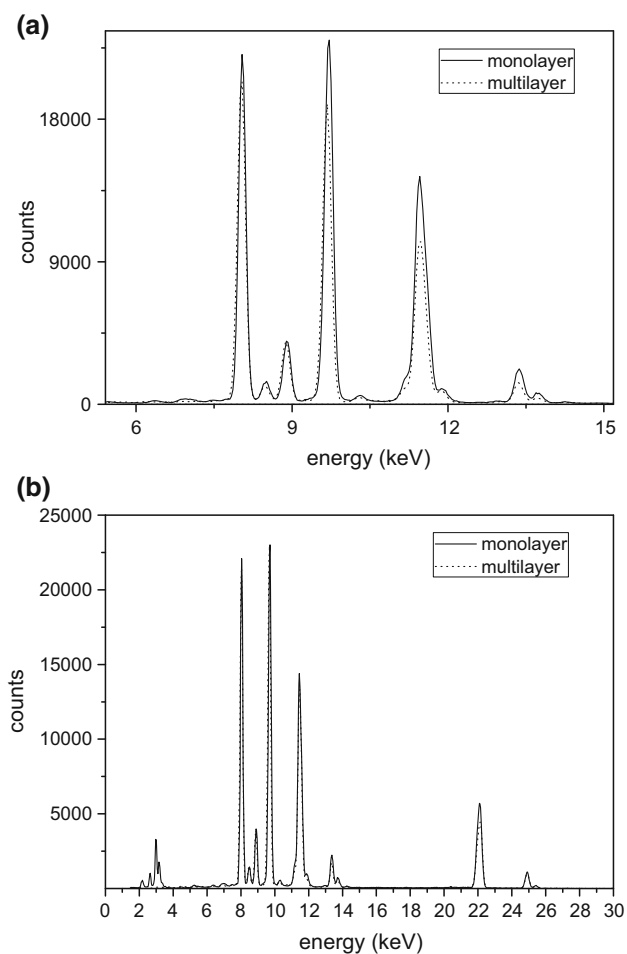 (a)
monolayer
multilayer
18000
9000
0
counts
6 9 12 15
energy (keV)
(b)
25000
monolayer
multilayer
20000
15000
10000
5000
counts
0 2 4 6 8 10 12 14 16 18 20 22 24 26 28 30
energy (keV)